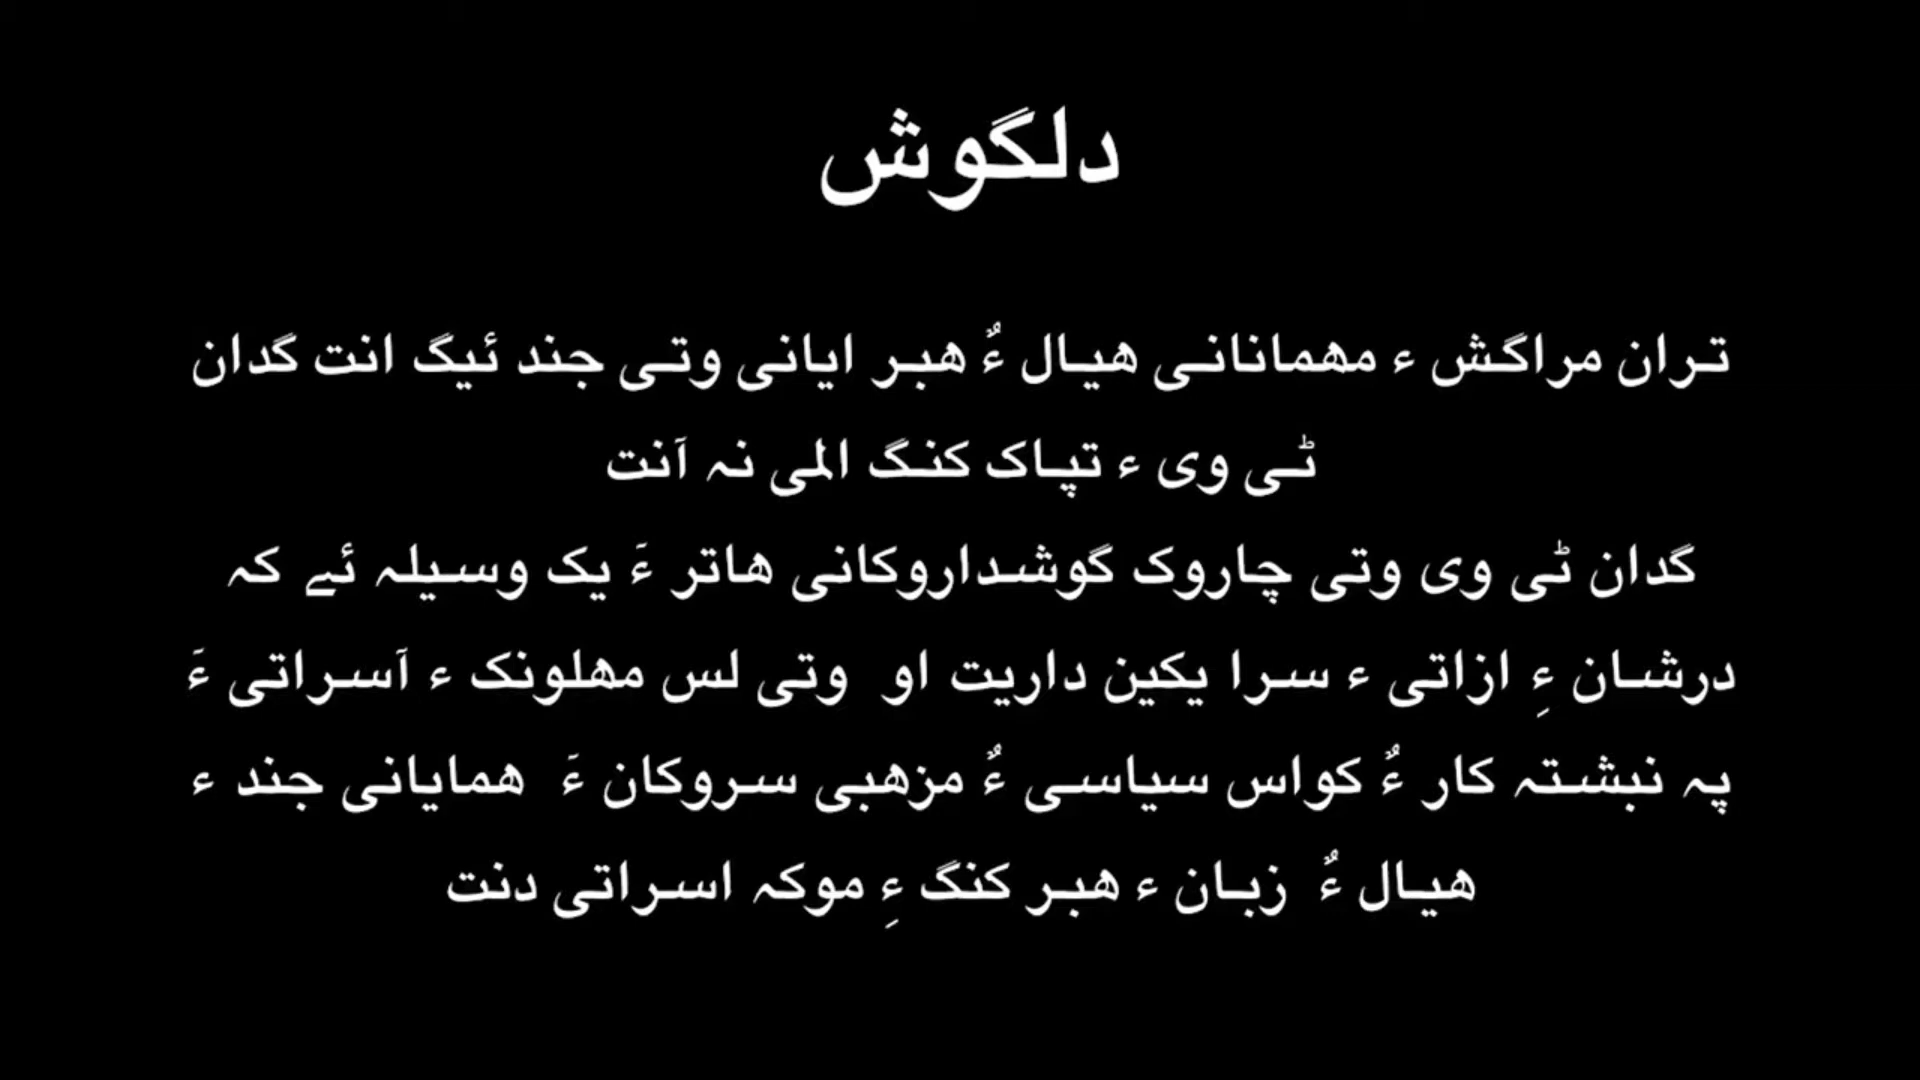 دلگوش
تران مراگش ء مهمانانی هیال ءُ هبر ایانی وتی جند ئیگ انت گدان
ٹی وی ء تپاک کنگ المی نہ آنت
گدان ٹی وی وتی چاروک گوشداروکانی هاتر ءَ یک وسیلہ ئے کہ
درشان ءِ ازاتی ء سرا یکین داریت او وتی لس مهلونک ء آسراتی ءَ
پہ نبشتہ کار ءُ کواس سیاسی ءُ مزهبی سروکان ءَ همایانی جند ء
هیال ءُ زبان ء هبر کنگ ءِ موکہ اسراتی دنت